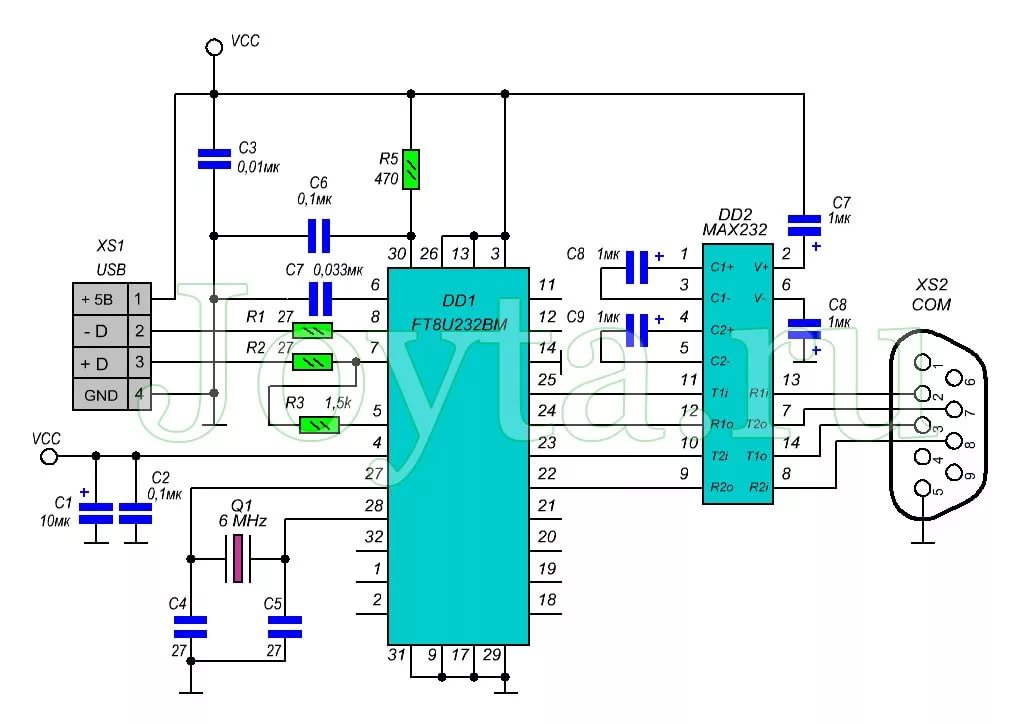 VCC
C3
0,01мк
R5
470
C6
0,1мк
C7
1мк
DD2
MAX232
XS1
USB
+ 5B 1
- D 2
+ D 3
GND 4
C7 0,033мк
R1 27
R2 27
R3 1,5k
30 26 13 3
DD1
FT8U232BM
6
8
7
5
4
27
28
32
1
2
31 9 17 29
11
12
14
25
24
23
22
21
20
19
18
C8 1мк +
C9 1мк +
1 C1+ V+ 2
3 C1- V- 6
4 C2+
5 C2-
11 T1i R1i 13
12 R1o T2o 7
10 T2i T1o 14
9 R2o R2i 8
+
C8
1мк
+
XS2
COM
1
6
2
7
3
8
4
9
5
VCC
+
C1
10мк
C2
0,1мк
Q1
6 MHz
C4
27
C5
27
Joyta.ru